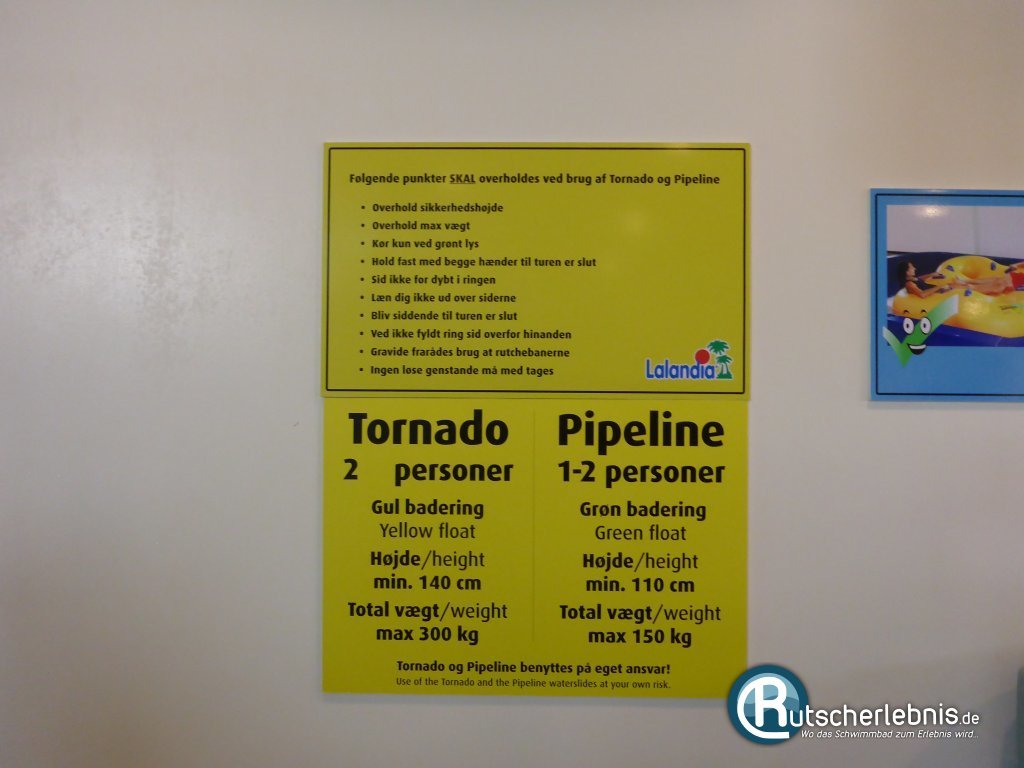 Følgende punkter SKAL overholdes ved brug af Tornado og Pipeline
• Overhold sikkerhedshøjde
• Overhold max vægt
• Kør kun ved grønt lys
• Hold fast med begge hænder til turen er slut
• Sid ikke for dybt i ringen
• Læn dig ikke ud over siderne
• Bliv siddende til turen er slut
• Ved ikke fyldt ring sid overfor hinanden
• Gravide frarådes brug at rutchebanerne
• Ingen løse genstande må med tages
Lalandia
Tornado
2 personer
Gul badering
Yellow float
Højde/height
min. 140 cm
Total vægt/weight
max 300 kg
Pipeline
1-2 personer
Grøn badering
Green float
Højde/height
min. 110 cm
Total vægt/weight
max 150 kg
Tornado og Pipeline benyttes på eget ansvar!
Use of the Tornado and the Pipeline waterslides at your own risk.
Rutscherlebnis.de
Wo das Schwimmbad zum Erlebnis wird...